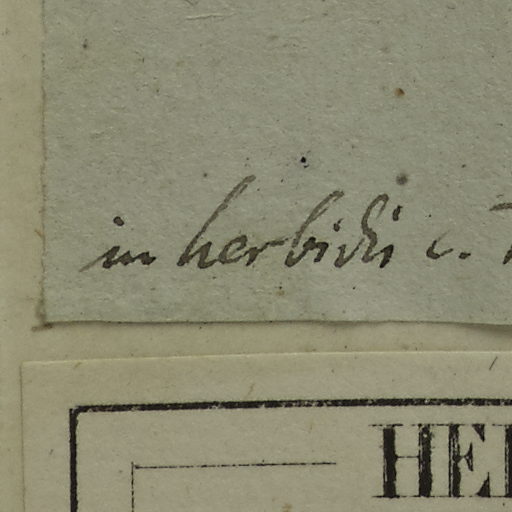 in herbidis c.
HE